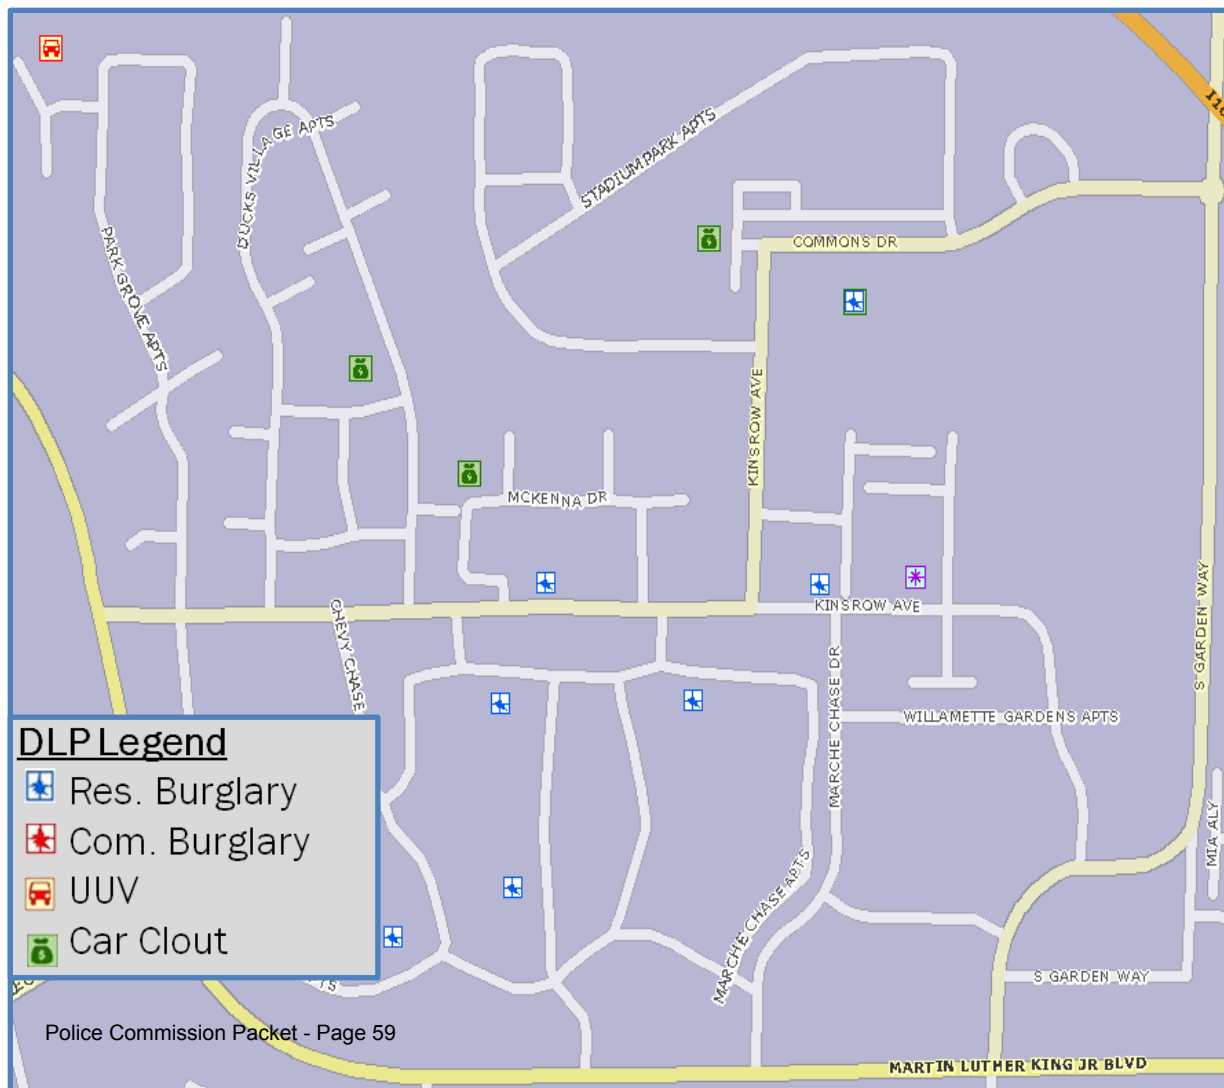 I10
DUCKS VILLAGE APTS
STADIUM PARK APTS
PARK GROVE APTS
COMMONS DR
KINSROW AVE
MCKENNA DR
KINSROW AVE
CHEVY CHASE
S GARDEN WAY
MARCHE CHASE DR
WILLAMETTE GARDENS APTS
DLP Legend
Res. Burglary
Com. Burglary
UUV
Car Clout
MIA ALY
MARCHE CHASE APTS
S GARDEN WAY
TS
Police Commission Packet - Page 59
MARTIN LUTHER KING JR BLVD